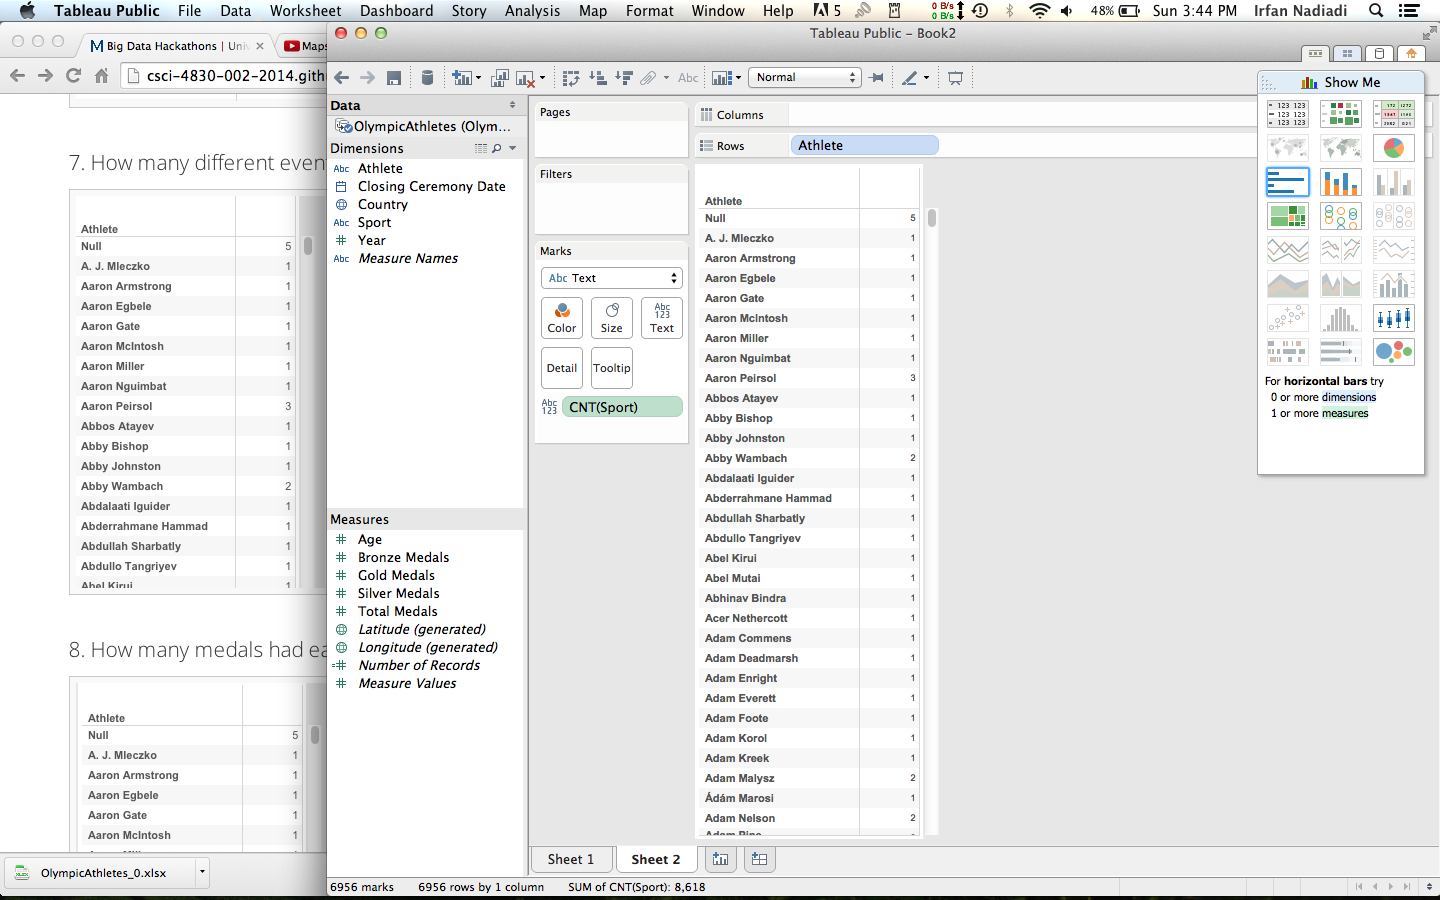 Tableau Public File Data Worksheet Dashboard Story Analysis Map Format Window Help 5 0 B/s 0 B/s 48% Sun 3:44 PM Irfan Nadiadi
Big Data Hackathons | Univ
Maps
csci-4830-002-2014.gith
7. How many different even
Athlete
Null 5
A. J. Mleczko 1
Aaron Armstrong 1
Aaron Egbele 1
Aaron Gate 1
Aaron McIntosh 1
Aaron Miller 1
Aaron Nguimbat 1
Aaron Peirsol 3
Abbos Atayev 1
Abby Bishop 1
Abby Johnston 1
Abby Wambach 2
Abdalaati Iguider 1
Abderrahmane Hammad 1
Abdullah Sharbatly 1
Abdullo Tangriyev 1
Abel Kirui 1
8. How many medals had ea
Athlete
Null 5
A. J. Mleczko 1
Aaron Armstrong 1
Aaron Egbele 1
Aaron Gate 1
Aaron McIntosh 1
OlympicAthletes_0.xlsx
Tableau Public - Book2
Abc
Normal
Data
OlympicAthletes (Olym...
Dimensions
Abc Athlete
Closing Ceremony Date
Country
Abc Sport
Year
Abc Measure Names
Measures
Age
Bronze Medals
Gold Medals
Silver Medals
Total Medals
Latitude (generated)
Longitude (generated)
Number of Records
Measure Values
Pages
Filters
Marks
Abc Text
Color
Size
Abc
123
Text
Detail
Tooltip
Abc
123
CNT(Sport)
Columns
Rows Athlete
Athlete
Null 5
A. J. Mleczko 1
Aaron Armstrong 1
Aaron Egbele 1
Aaron Gate 1
Aaron McIntosh 1
Aaron Miller 1
Aaron Nguimbat 1
Aaron Peirsol 3
Abbos Atayev 1
Abby Bishop 1
Abby Johnston 1
Abby Wambach 2
Abdalaati Iguider 1
Abderrahmane Hammad 1
Abdullah Sharbatly 1
Abdullo Tangriyev 1
Abel Kirui 1
Abel Mutai 1
Abhinav Bindra 1
Acer Nethercott 1
Adam Commens 1
Adam Deadmarsh 1
Adam Enright 1
Adam Everett 1
Adam Foote 1
Adam Korol 1
Adam Kreek 1
Adam Malysz 2
Ádám Marosi 1
Adam Nelson 2
Show Me
For horizontal bars try
0 or more dimensions
1 or more measures
Sheet 1
Sheet 2
6956 marks 6956 rows by 1 column SUM of CNT(Sport): 8,618